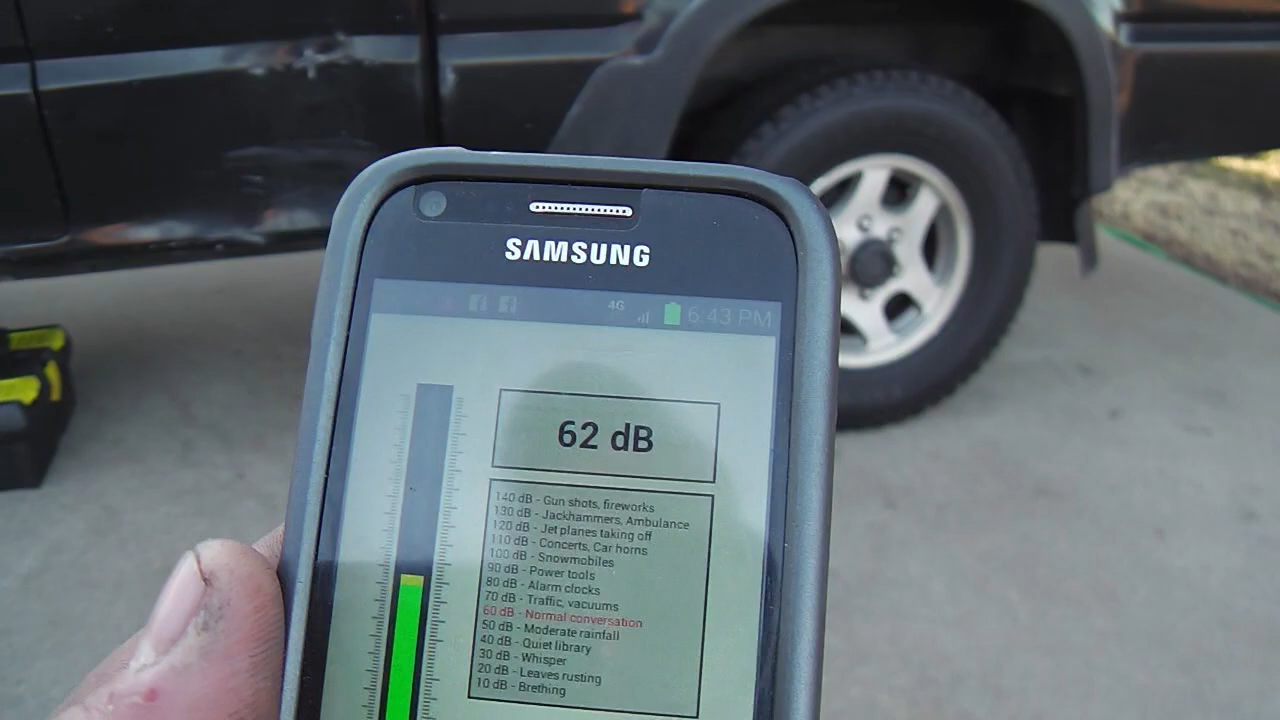 SAMSUNG
4G 6:43 PM
62 dB
140 dB - Gun shots, fireworks
130 dB - Jackhammers, Ambulance
120 dB - Jet planes taking off
110 dB - Concerts, Car horns
100 dB - Snowmobiles
90 dB - Power tools
80 dB - Alarm clocks
70 dB - Traffic, vacuums
60 dB - Normal conversation
50 dB - Moderate rainfall
40 dB - Quiet library
30 dB - Whisper
20 dB - Leaves rusting
10 dB - Brething